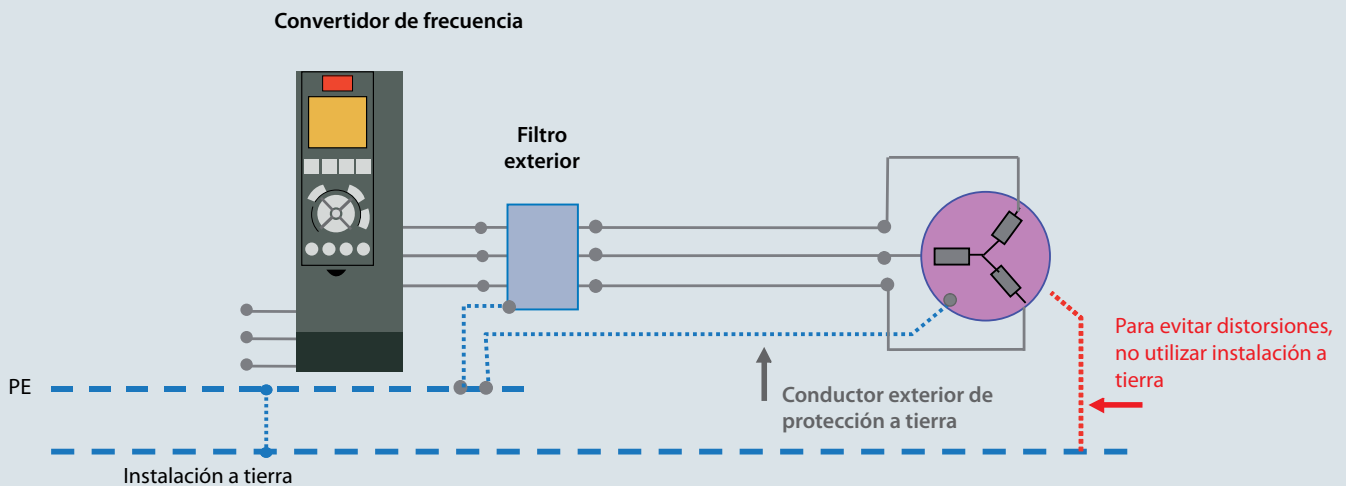 Convertidor de frecuencia
Filtro
exterior
Para evitar distorsiones,
no utilizar instalación a
tierra
PE
Conductor exterior de
protección a tierra
Instalación a tierra